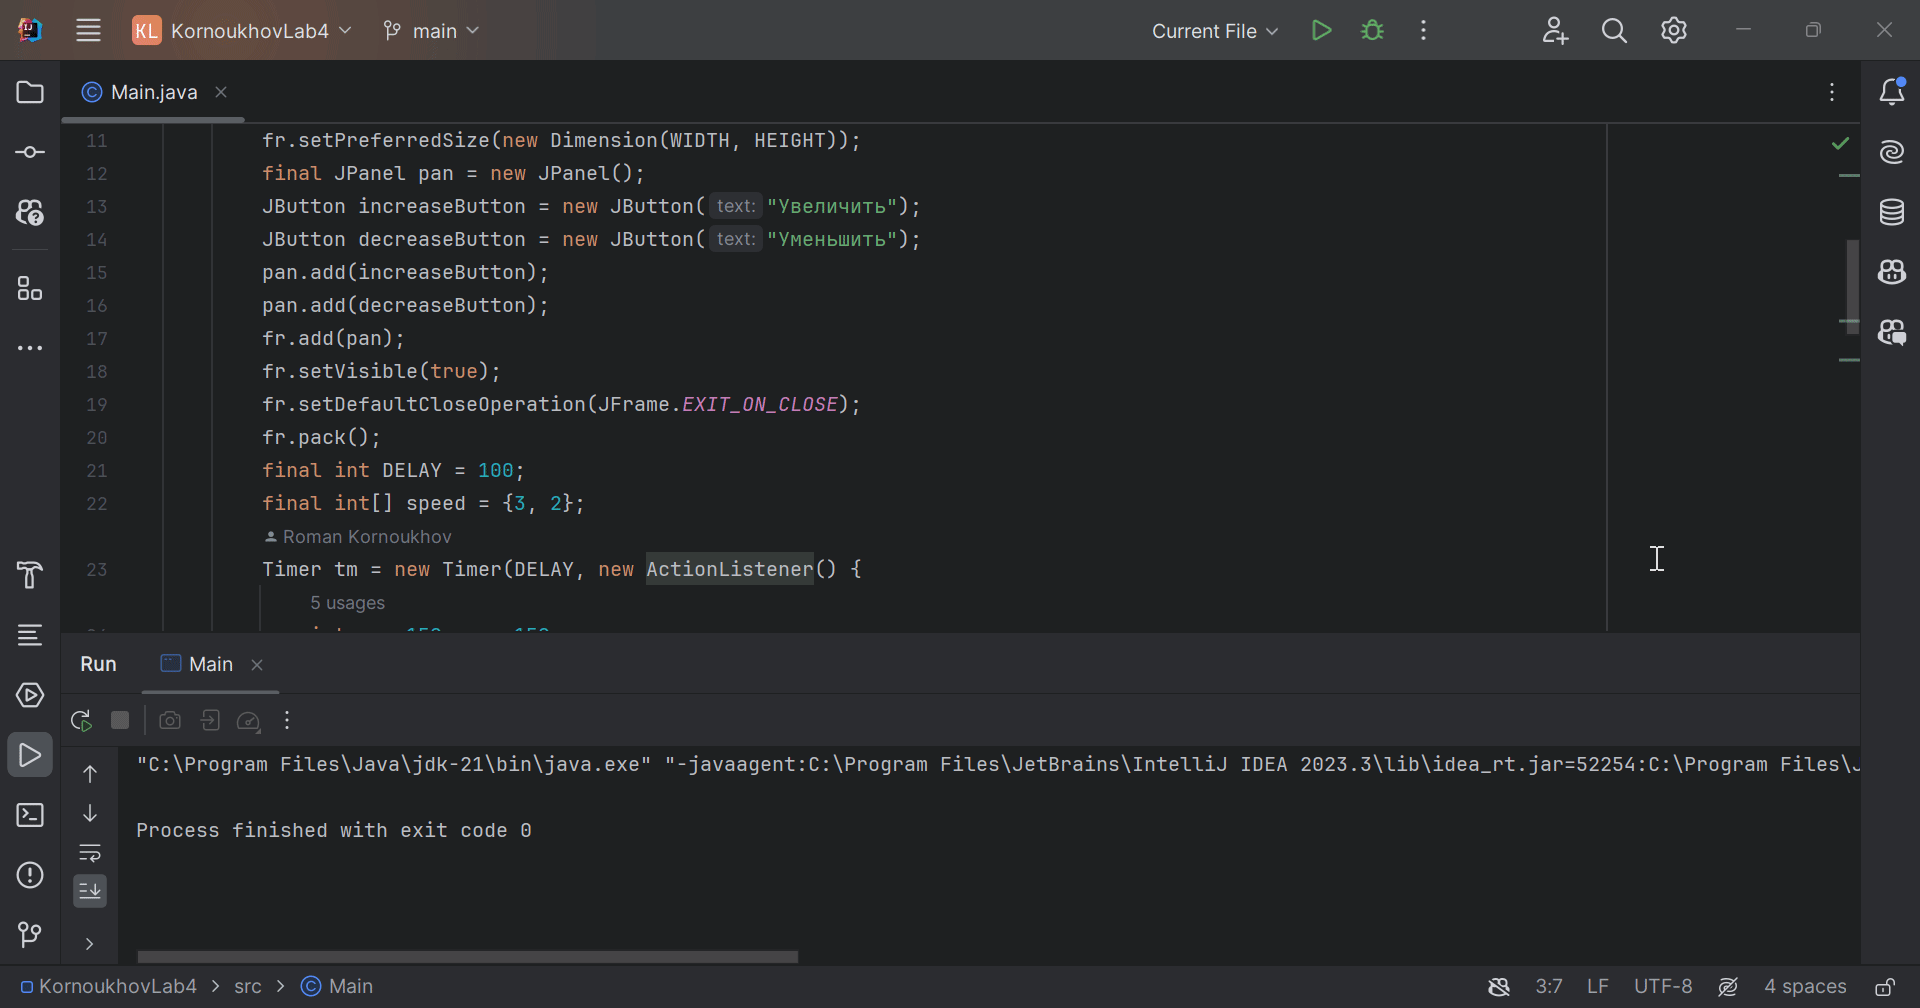 KL KornoukhovLab4 main Current File
Main.java
11 fr.setPreferredSize(new Dimension(WIDTH, HEIGHT));
12 final JPanel pan = new JPanel();
13 JButton increaseButton = new JButton( text: "Увеличить");
14 JButton decreaseButton = new JButton( text: "Уменьшить");
15 pan.add(increaseButton);
16 pan.add(decreaseButton);
17 fr.add(pan);
18 fr.setVisible(true);
19 fr.setDefaultCloseOperation(JFrame.EXIT_ON_CLOSE);
20 fr.pack();
21 final int DELAY = 100;
22 final int[] speed = {3, 2};
Roman Kornoukhov
23 Timer tm = new Timer(DELAY, new ActionListener() {
5 usages
Run Main
"C:\Program Files\Java\jdk-21\bin\java.exe" "-javaagent:C:\Program Files\JetBrains\IntelliJ IDEA 2023.3\lib\idea_rt.jar=52254:C:\Program Files\J
Process finished with exit code 0
KornoukhovLab4 > src > Main 3:7 LF UTF-8 4 spaces